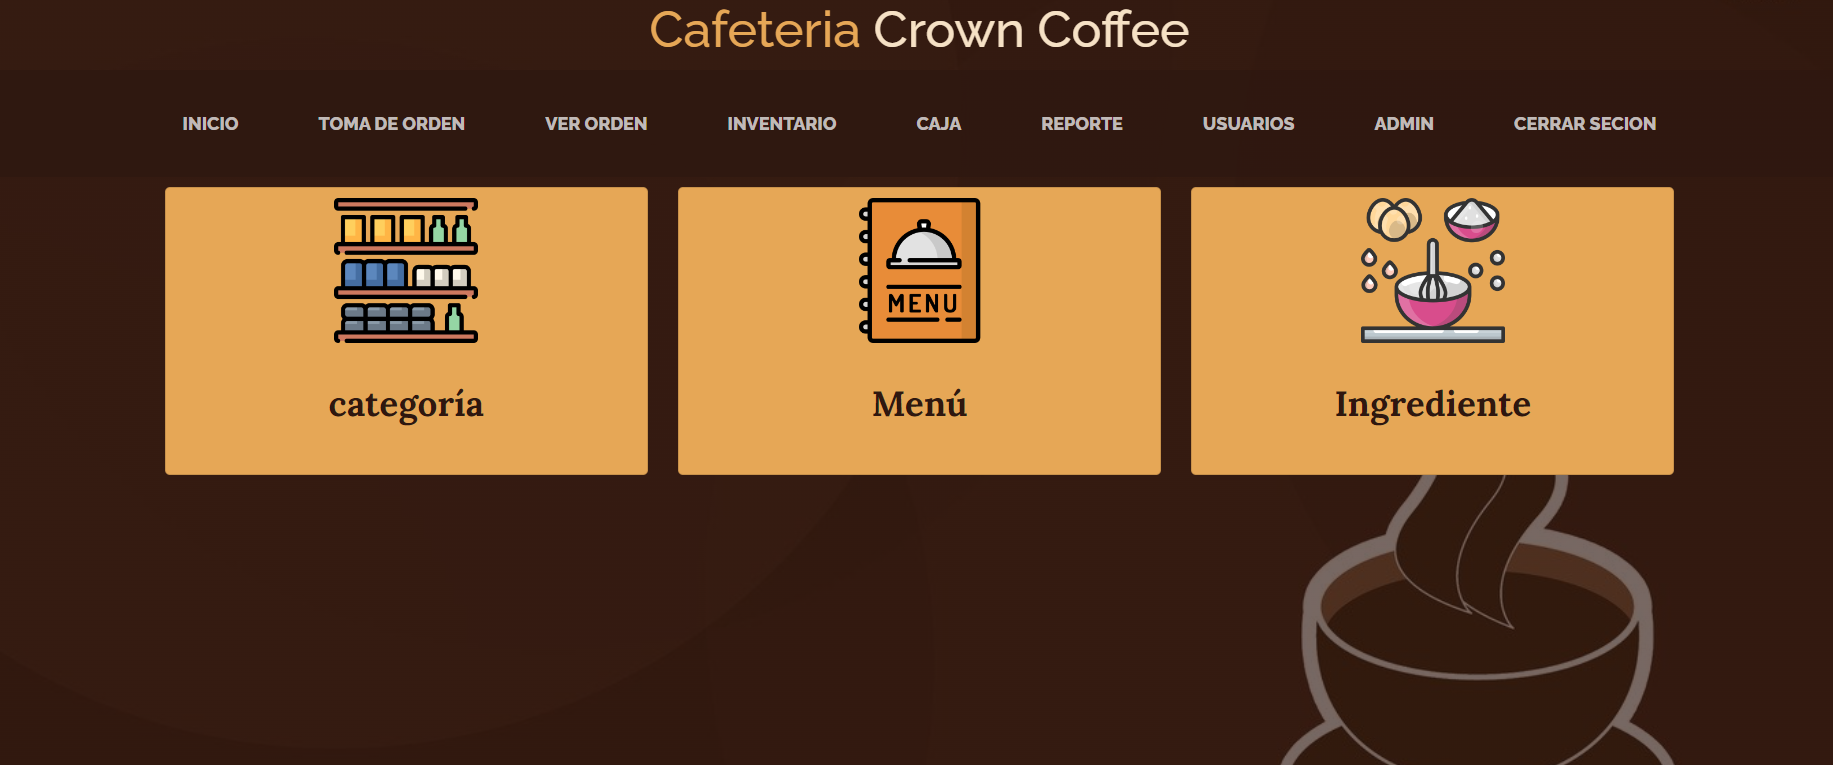 Cafeteria Crown Coffee
INICIO TOMA DE ORDEN VER ORDEN INVENTARIO CAJA REPORTE USUARIOS ADMIN CERRAR SECION
MENU
categoría Menú Ingrediente